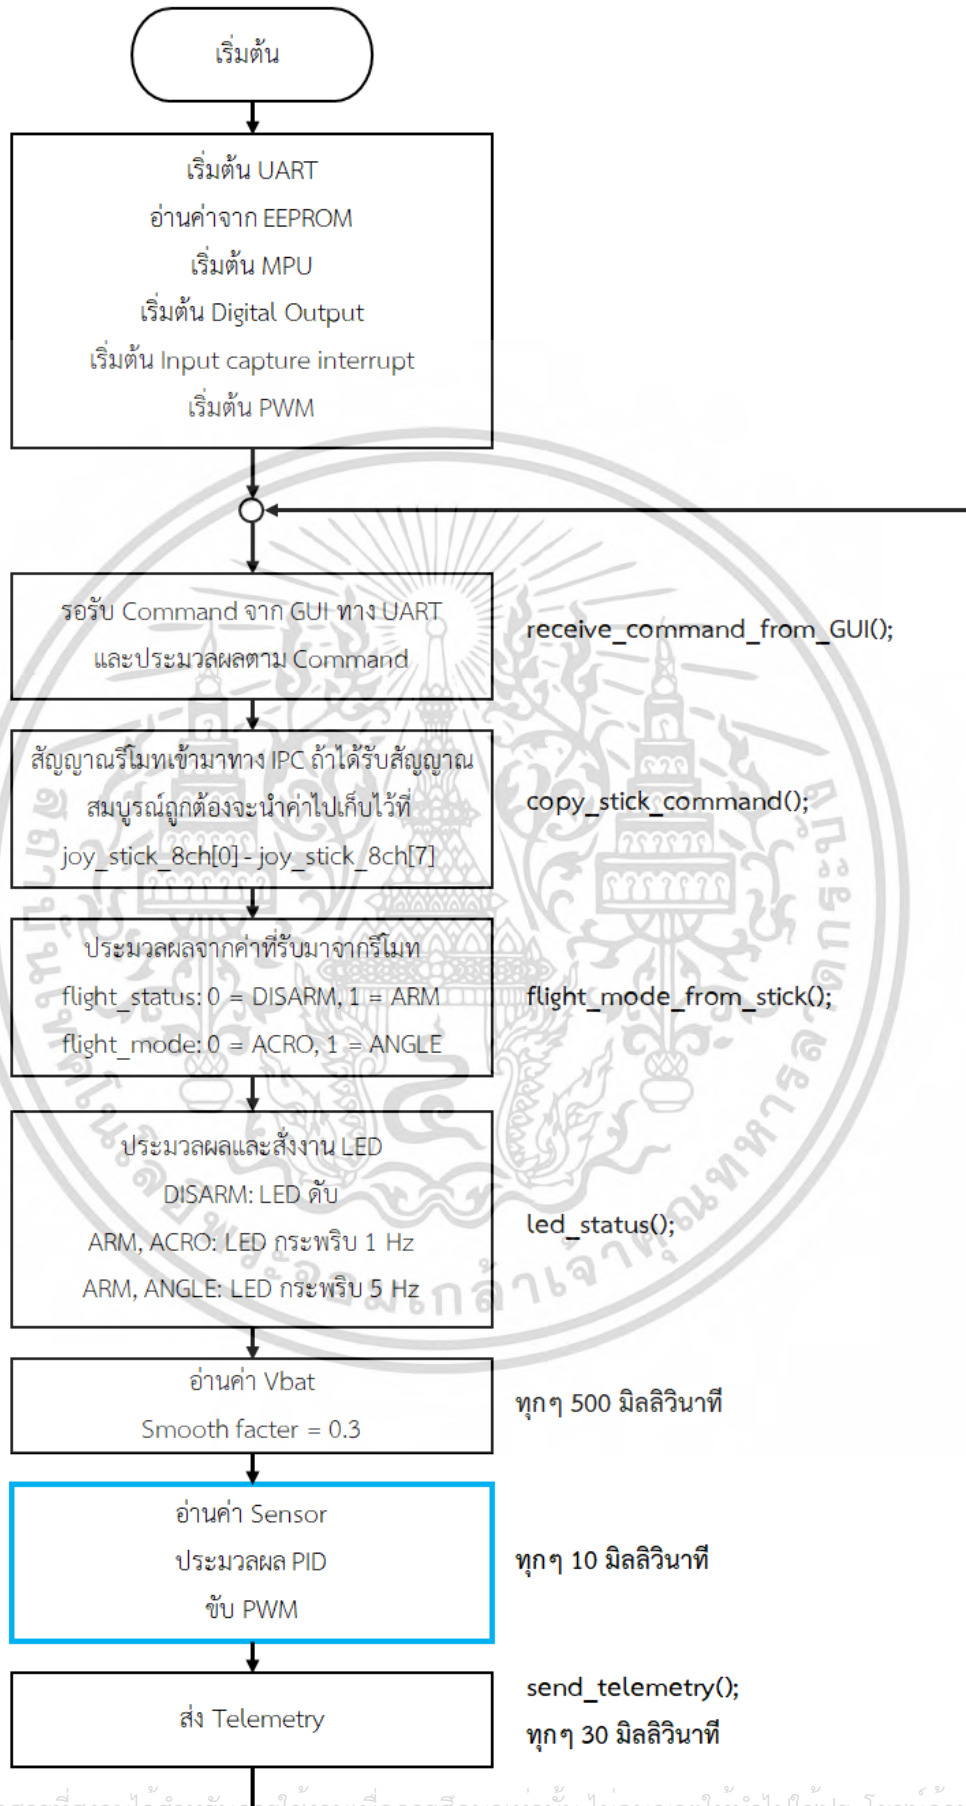 เริ่มต้น
เริ่มต้น UART
อ่านค่าจาก EEPROM
เริ่มต้น MPU
เริ่มต้น Digital Output
เริ่มต้น Input capture interrupt
เริ่มต้น PWM
รอรับ Command จาก GUI ทาง UART
และประมวลผลตาม Command
receive_command_from_GUI();
สัญญาณรีโมทเข้ามาทาง IPC ถ้าได้รับสัญญาณ
สมบูรณ์ถูกต้องจะนำค่าไปเก็บไว้ที่
joy_stick_8ch[0] - joy_stick_8ch[7]
copy_stick_command();
ประมวลผลจากค่าที่รับมาจากรีโมท
flight_status: 0 = DISARM, 1 = ARM
flight_mode: 0 = ACRO, 1 = ANGLE
flight_mode_from_stick();
ประมวลผลและสั่งงาน LED
DISARM: LED ดับ
ARM, ACRO: LED กระพริบ 1 Hz
ARM, ANGLE: LED กระพริบ 5 Hz
led_status();
อ่านค่า Vbat
Smooth facter = 0.3
ทุกๆ 500 มิลลิวินาที
อ่านค่า Sensor
ประมวลผล PID
ขับ PWM
ทุกๆ 10 มิลลิวินาที
ส่ง Telemetry
send_telemetry();
ทุกๆ 30 มิลลิวินาที